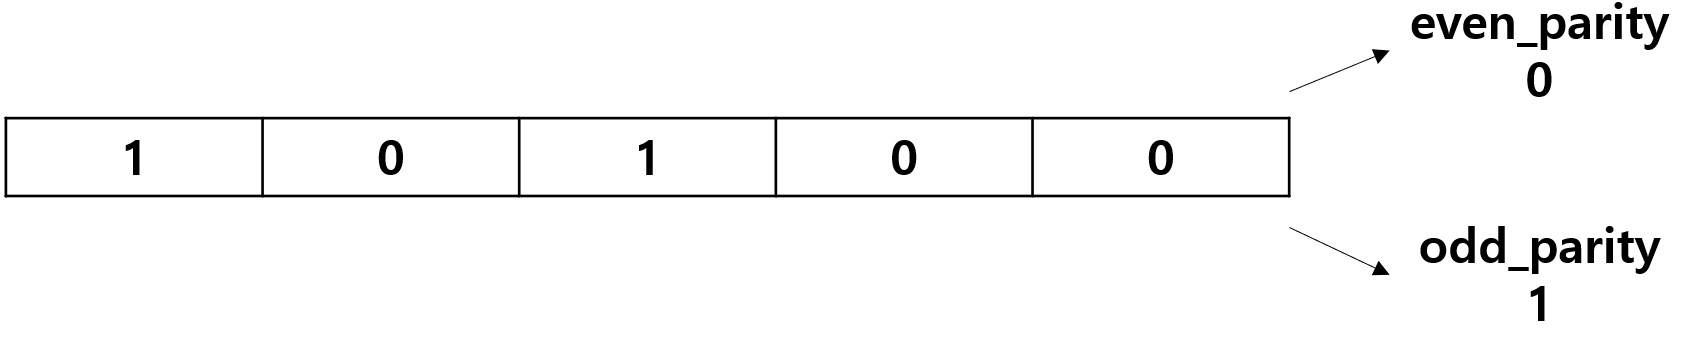 even_parity
0
1 0 1 0 0
odd_parity
1